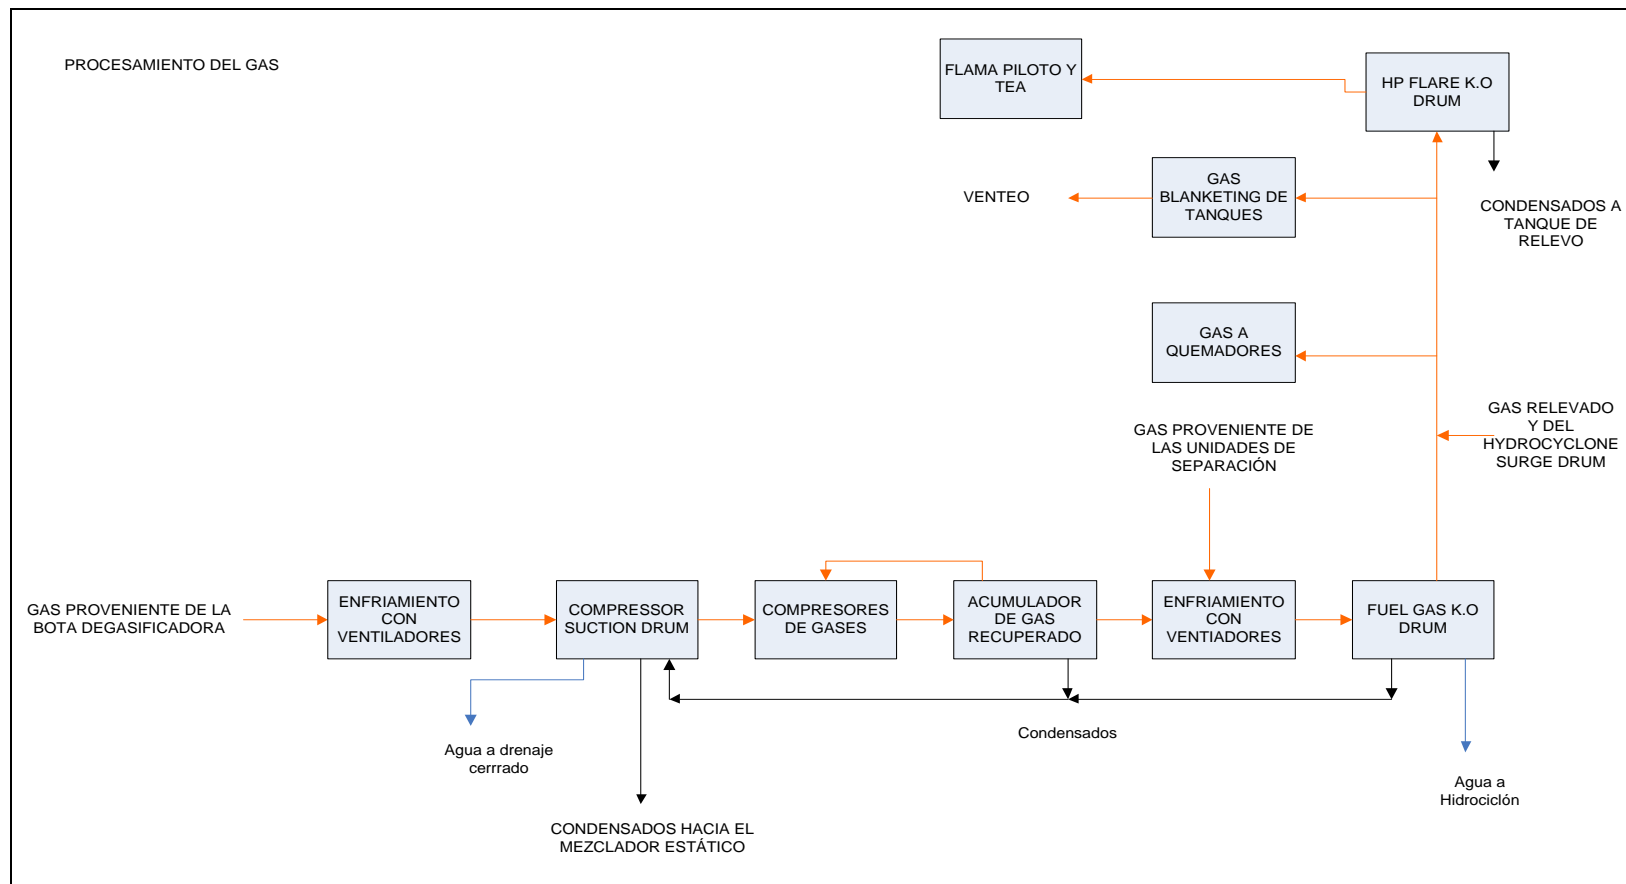 PROCESAMIENTO DEL GAS
FLAMA PILOTO Y
TEA
HP FLARE K.O
DRUM
VENTEO
GAS
BLANKETING DE
TANQUES
CONDENSADOS A
TANQUE DE
RELEVO
GAS A
QUEMADORES
GAS RELEVADO
Y DEL
HYDROCYCLONE
SURGE DRUM
GAS PROVENIENTE DE
LAS UNIDADES DE
SEPARACIÓN
GAS PROVENIENTE DE LA
BOTA DEGASIFICADORA
ENFRIAMIENTO
CON
VENTILADORES
COMPRESSOR
SUCTION DRUM
COMPRESORES
DE GASES
ACUMULADOR
DE GAS
RECUPERADO
ENFRIAMIENTO
CON
VENTIADORES
FUEL GAS K.O
DRUM
Condensados
Agua a drenaje
cerrrado
Agua a
Hidrociclón
CONDENSADOS HACIA EL
MEZCLADOR ESTÁTICO